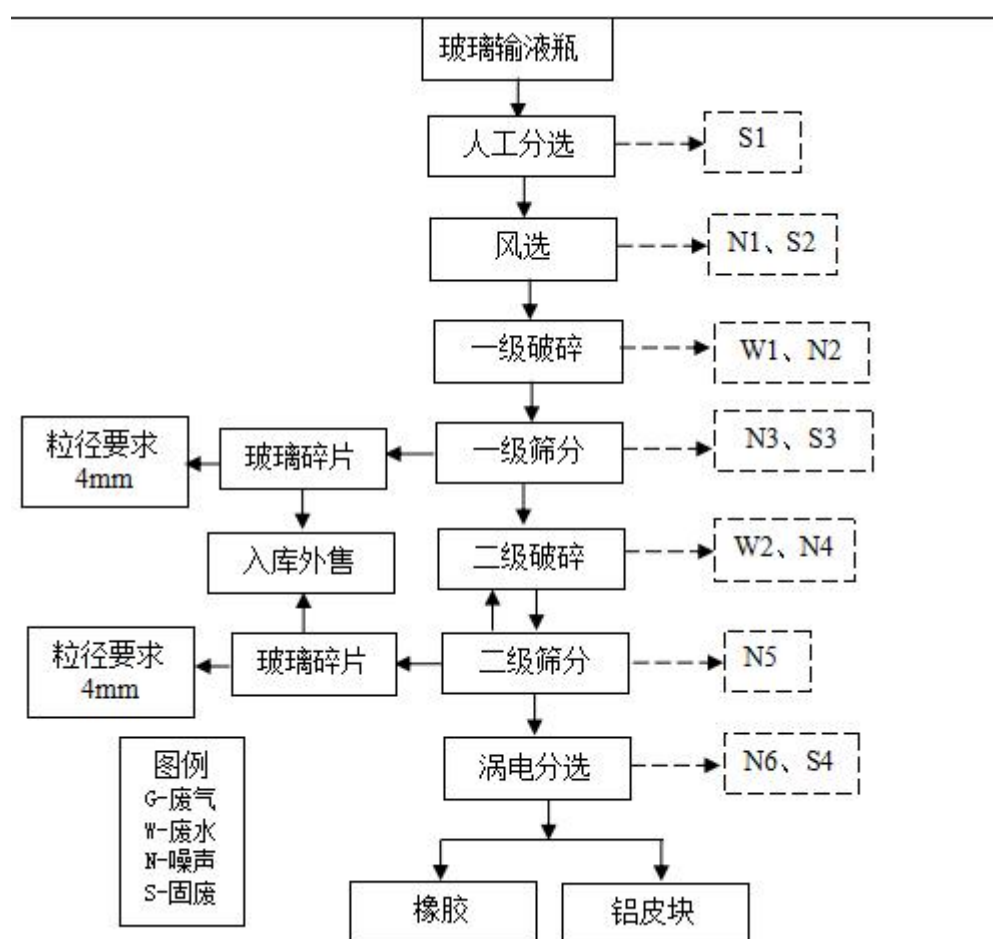 玻璃输液瓶
人工分选
S1
风选
N1、S2
一级破碎
W1、N2
粒径要求
4mm
玻璃碎片
一级筛分
N3、S3
入库外售
二级破碎
W2、N4
粒径要求
4mm
玻璃碎片
二级筛分
N5
涡电分选
N6、S4
图例
G-废气
W-废水
N-噪声
S-固废
橡胶
铝皮块